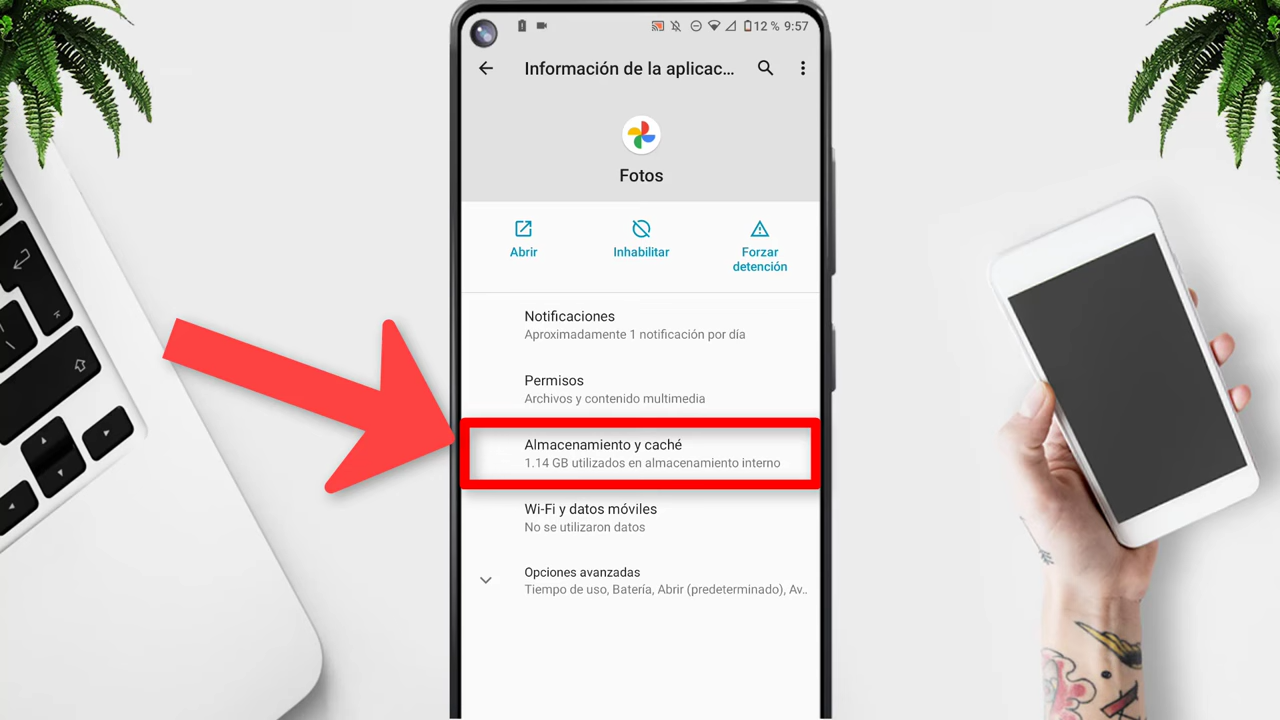 12 % 9:57
Información de la aplicac...
Fotos
Abrir
Inhabilitar
Forzar
detención
Notificaciones
Aproximadamente 1 notificación por día
Permisos
Archivos y contenido multimedia
Almacenamiento y caché
1.14 GB utilizados en almacenamiento interno
Wi-Fi y datos móviles
No se utilizaron datos
Opciones avanzadas
Tiempo de uso, Batería, Abrir (predeterminado), Av..